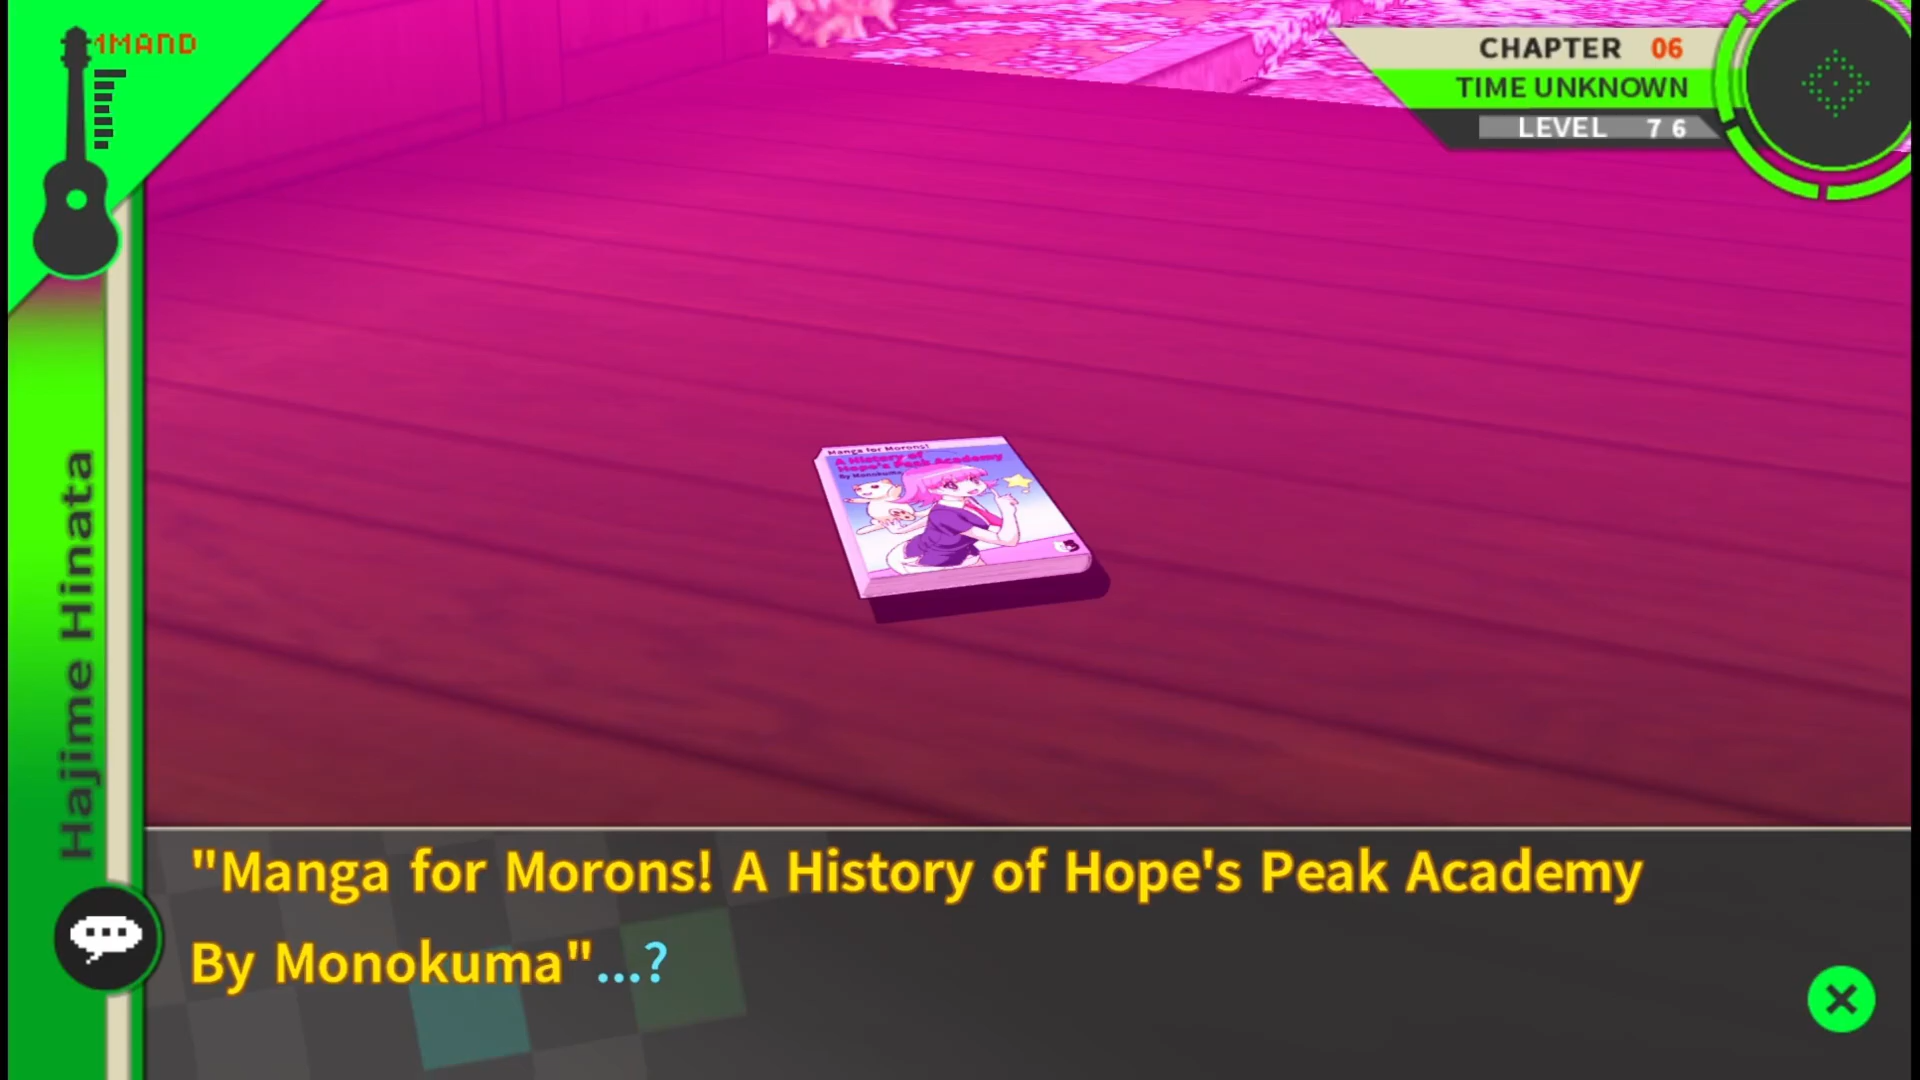 MMAND
CHAPTER 06
TIME UNKNOWN
LEVEL 76
Hajime Hinata
Manga for Morons!
A History of
Hope's Peak Academy
By Monokuma
"Manga for Morons! A History of Hope's Peak Academy
By Monokuma"...?